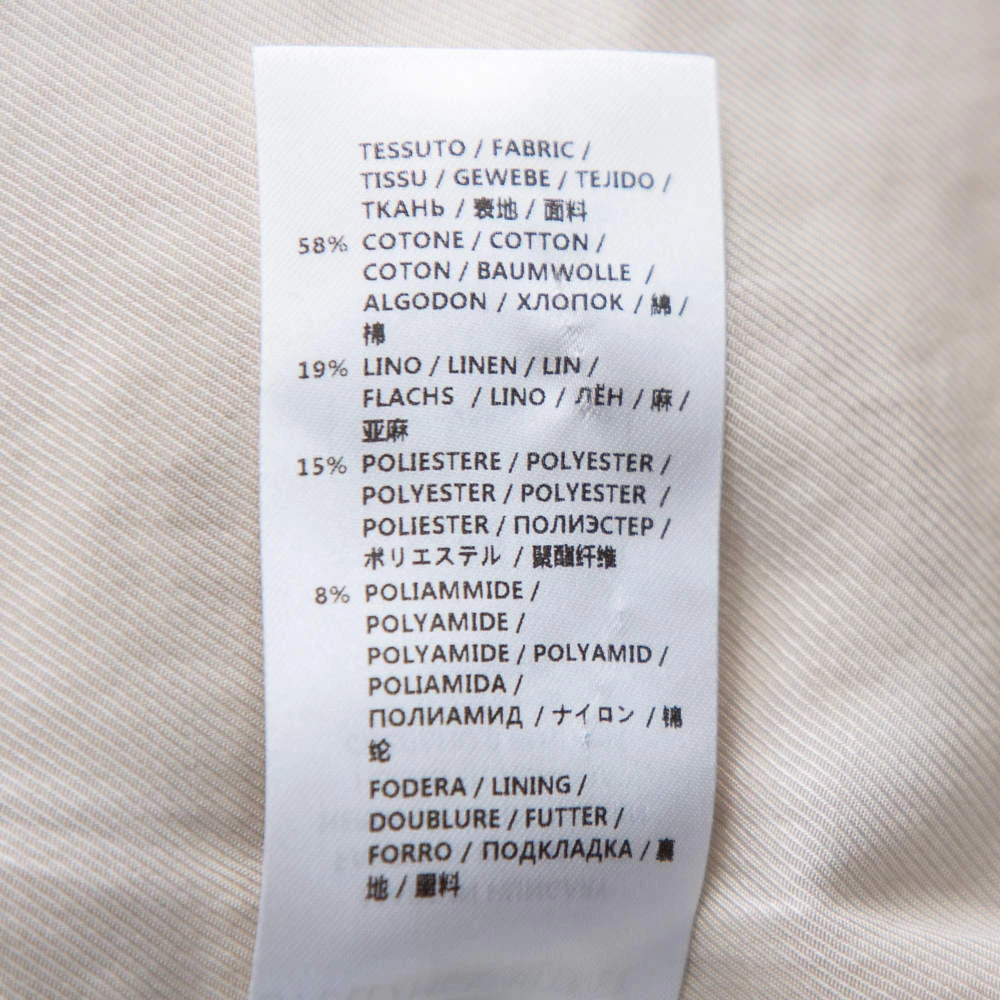 TESSUTO / FABRIC /
TISSU / GEWEBE / TEJIDO /
ТКАНЬ / 表地 / 面料
58% COTONE / COTTON /
COTON / BAUMWOLLE /
ALGODON / ХЛОПОК / 綿 /
棉
19% LINO / LINEN / LIN /
FLACHS / LINO / ЛЁН / 麻 /
亚麻
15% POLIESTERE / POLYESTER /
POLYESTER / POLYESTER /
POLIESTER / ПОЛИЭСТЕР /
ポリエステル / 聚酯纤维
8% POLIAMMIDE /
POLYAMIDE /
POLYAMIDE / POLYAMID /
POLIAMIDA /
ПОЛИАМИД / ナイロン / 锦
纶
FODERA / LINING /
DOUBLURE / FUTTER /
FORRO / ПОДКЛАДКА / 裏
地 / 里料